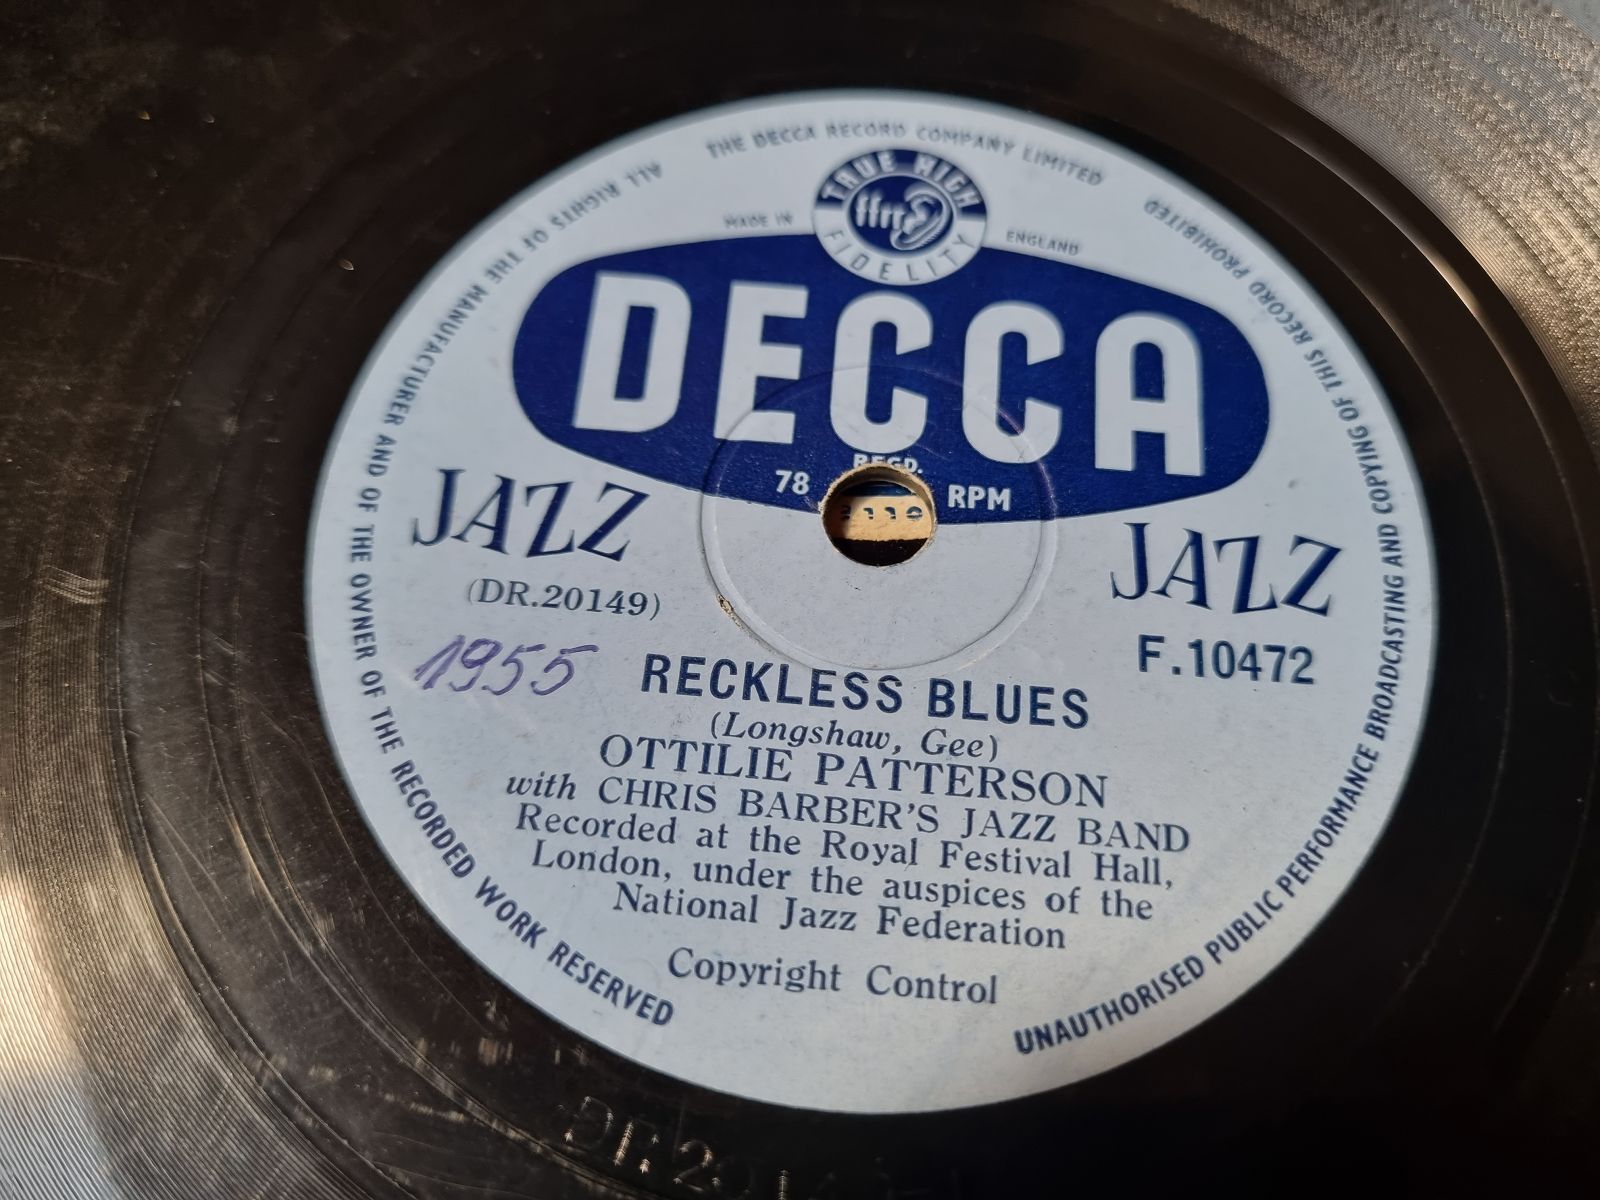 THE DECCA RECORD COMPANY LIMITED
ALL RIGHTS OF THE MANUFACTURER AND OF THE OWNER OF THE RECORDED WORK RESERVED
UNAUTHORISED PUBLIC PERFORMANCE BROADCASTING AND COPYING OF THIS RECORD PROHIBITED
TRUE HIGH
ffrr
FIDELITY
MADE IN ENGLAND
DECCA
REGD.
78 RPM
JAZZ JAZZ
(DR.20149)
F.10472
1955
RECKLESS BLUES
(Longshaw, Gee)
OTTILIE PATTERSON
with CHRIS BARBER'S JAZZ BAND
Recorded at the Royal Festival Hall,
London, under the auspices of the
National Jazz Federation
Copyright Control